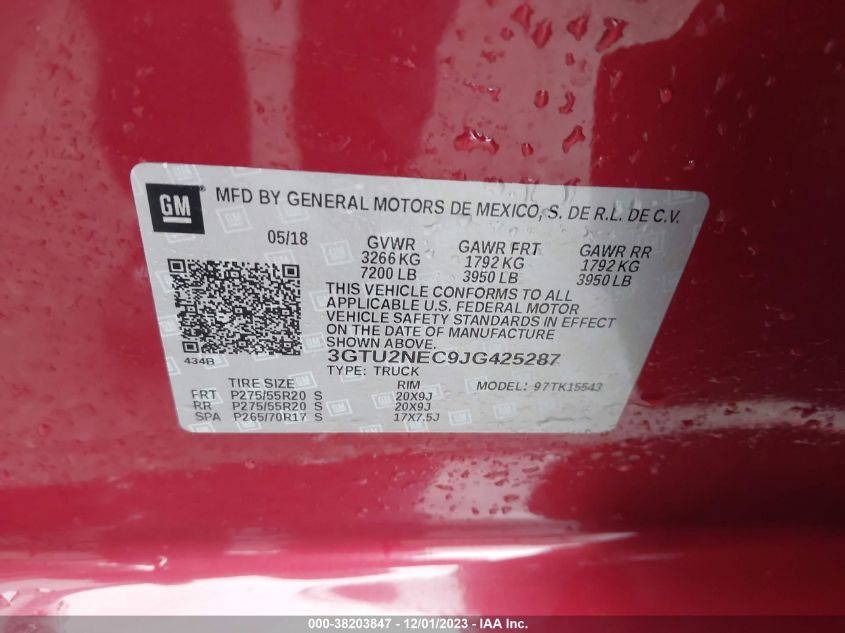 GM MFD BY GENERAL MOTORS DE MEXICO, S. DE R.L. DE C.V.
05/18 GVWR GAWR FRT GAWR RR
3266 KG 1792 KG 1792 KG
7200 LB 3950 LB 3950 LB
THIS VEHICLE CONFORMS TO ALL
APPLICABLE U.S. FEDERAL MOTOR
VEHICLE SAFETY STANDARDS IN EFFECT
ON THE DATE OF MANUFACTURE
SHOWN ABOVE.
434B 3GTU2NEC9JG425287
TYPE: TRUCK
TIRE SIZE RIM MODEL: 97TK15543
FRT P275/55R20 S 20X9J
RR P275/55R20 S 20X9J
SPA P265/70R17 S 17X7.5J
000-38203847 - 12/01/2023 - IAA Inc.